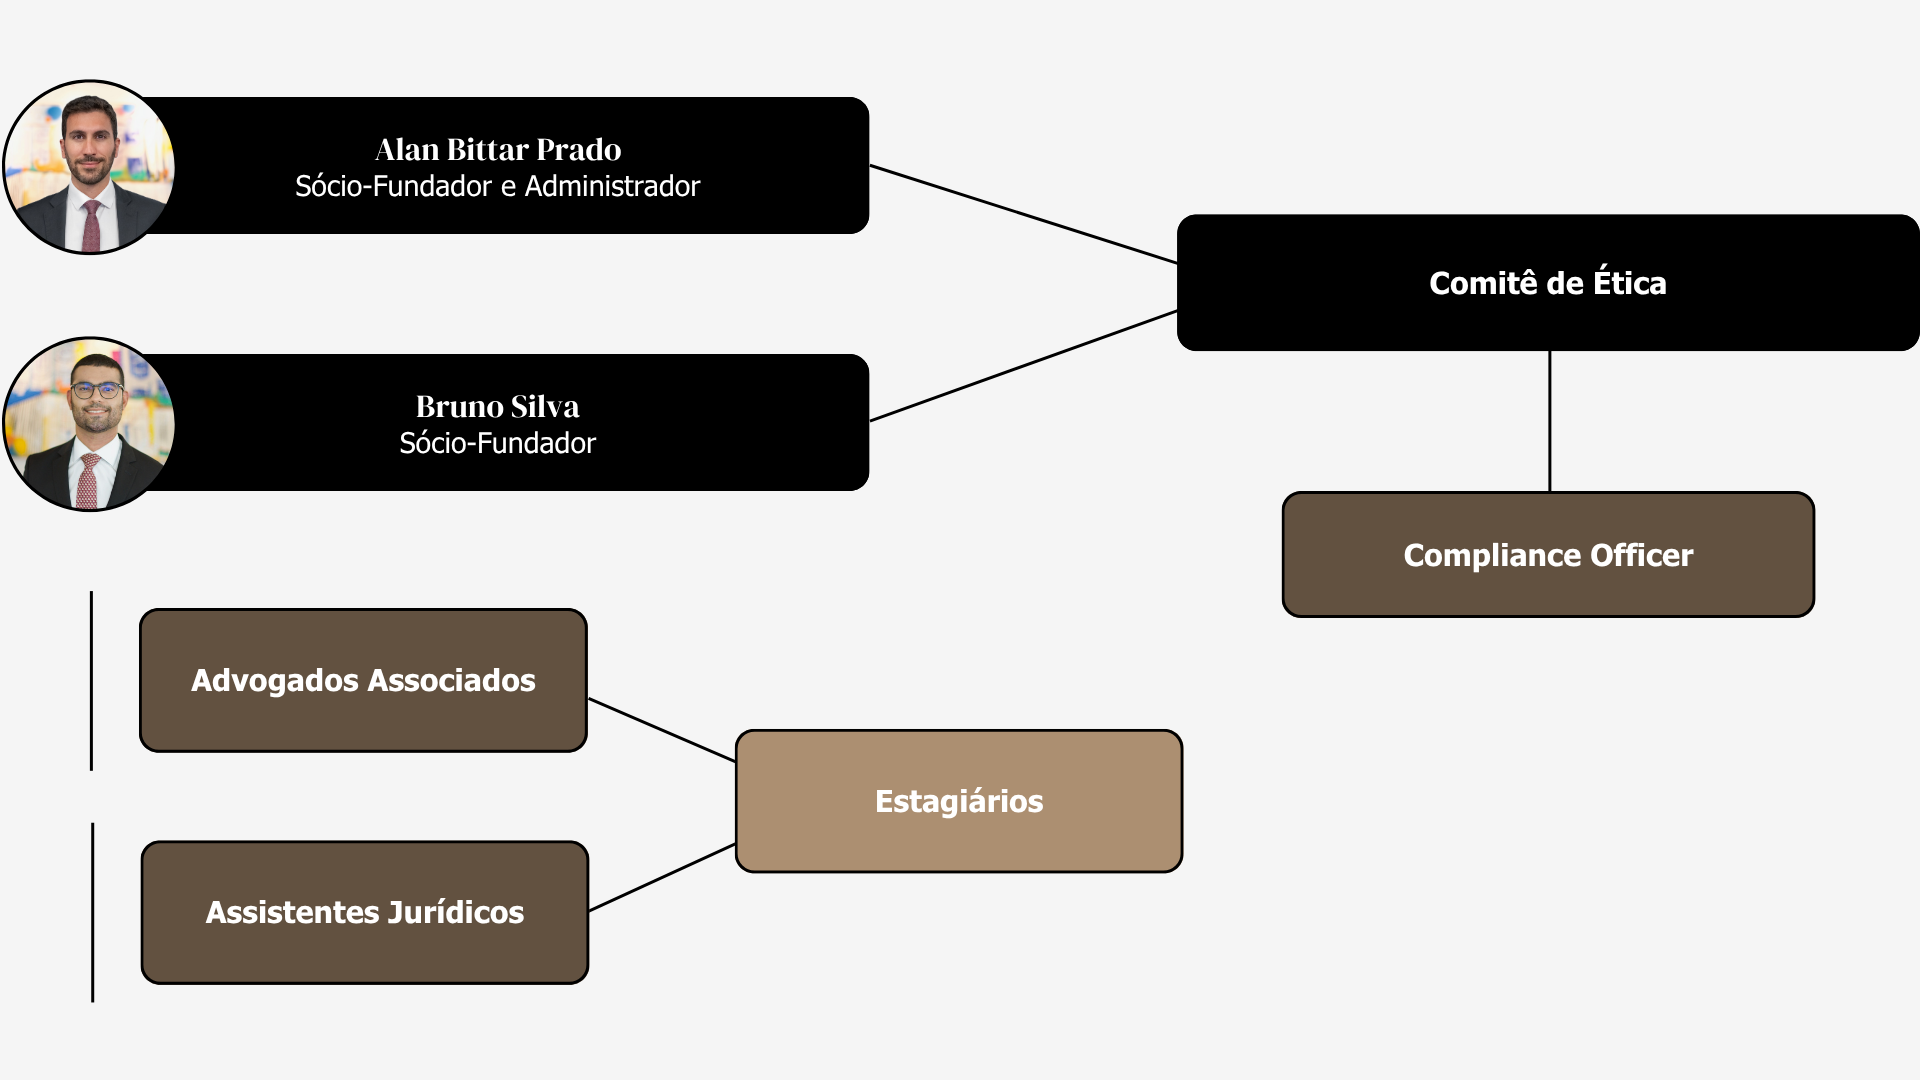 Alan Bittar Prado
Sócio-Fundador e Administrador
Comitê de Ética
Bruno Silva
Sócio-Fundador
Compliance Officer
Advogados Associados
Estagiários
Assistentes Jurídicos